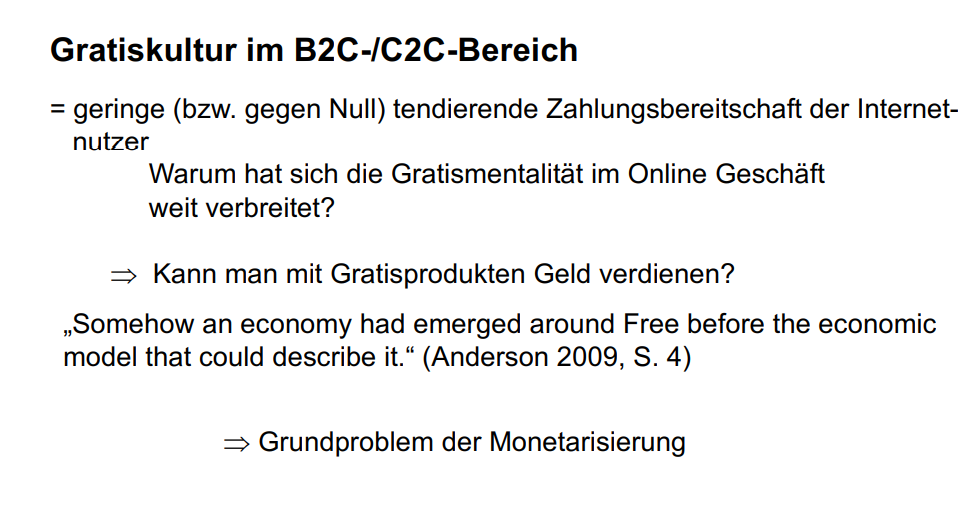 Gratiskultur im B2C-/C2C-Bereich
= geringe (bzw. gegen Null) tendierende Zahlungsbereitschaft der Internet-
nutzer
Warum hat sich die Gratismentalität im Online Geschäft
weit verbreitet?
⇒ Kann man mit Gratisprodukten Geld verdienen?
„Somehow an economy had emerged around Free before the economic
model that could describe it.“ (Anderson 2009, S. 4)
⇒ Grundproblem der Monetarisierung